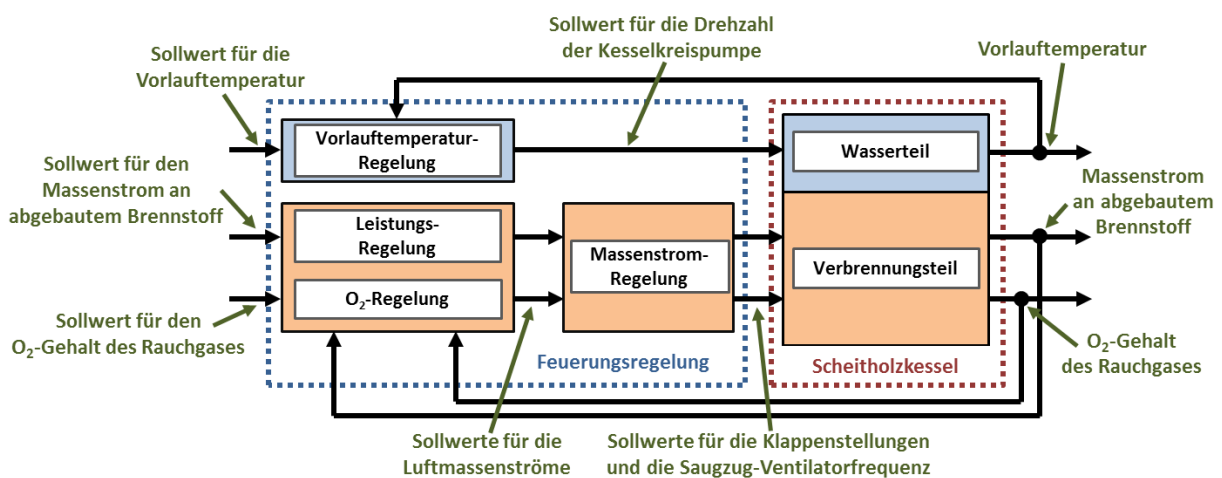 Sollwert für die Drehzahl
der Kesselkreispumpe
Sollwert für die
Vorlauftemperatur
Vorlauftemperatur
Vorlauftemperatur-
Regelung
Wasserteil
Sollwert für den
Massenstrom an
abgebautem Brennstoff
Massenstrom
an abgebautem
Brennstoff
Leistungs-
Regelung
Massenstrom-
Regelung
Verbrennungsteil
O₂-Regelung
Sollwert für den
O₂-Gehalt des Rauchgases
Feuerungsregelung
Scheitholzkessel
O₂-Gehalt
des Rauchgases
Sollwerte für die
Luftmassenströme
Sollwerte für die Klappenstellungen
und die Saugzug-Ventilatorfrequenz